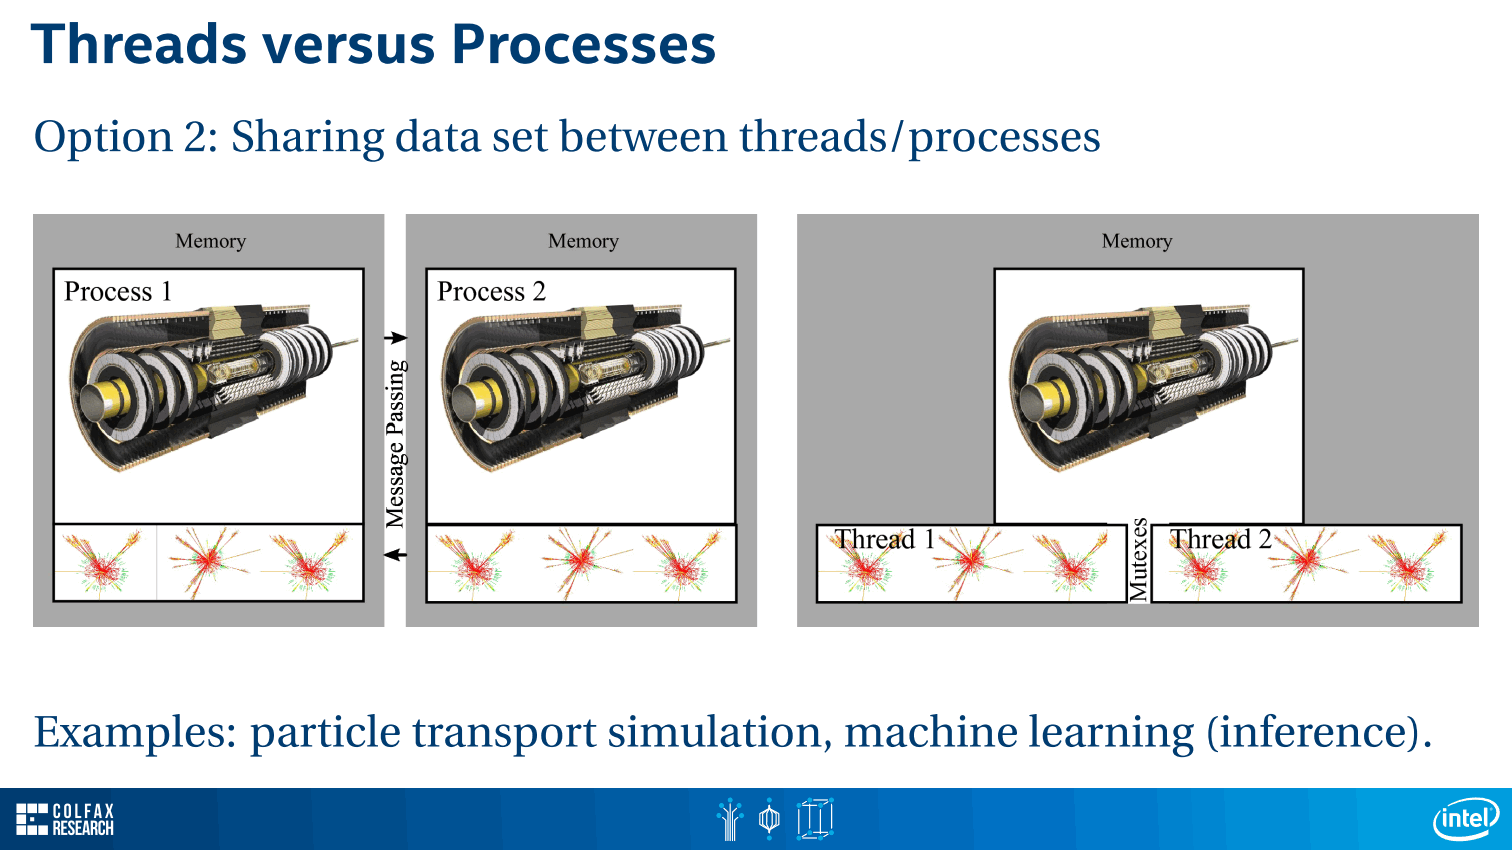 Threads versus Processes
Option 2: Sharing data set between threads/processes
Memory
Process 1
Message Passing
Memory
Process 2
Memory
Thread 1
Mutexes
Thread 2
Examples: particle transport simulation, machine learning (inference).
COLFAX
RESEARCH
intel